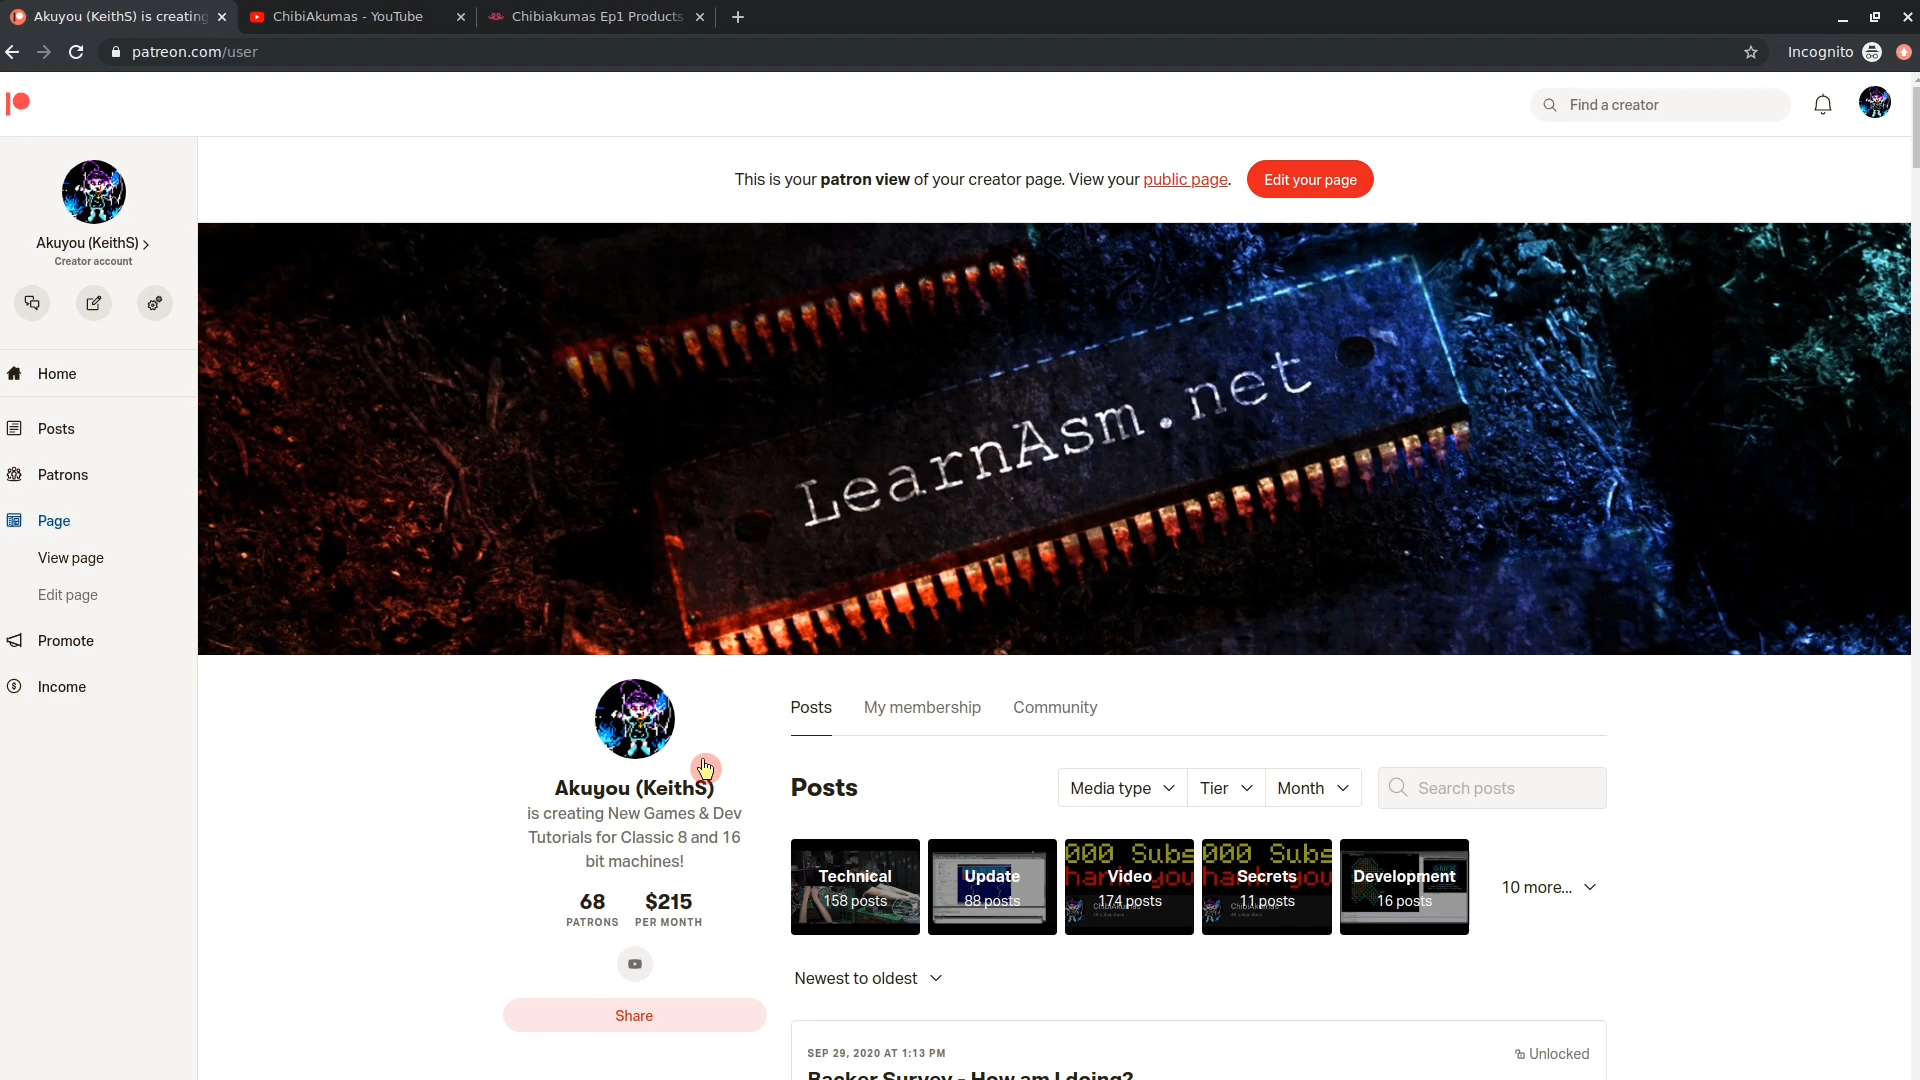 Akuyou (KeithS) is creating
ChibiAkumas - YouTube
Chibiakumas Ep1 Products
patreon.com/user
Incognito
Find a creator
This is your patron view of your creator page. View your public page.
Edit your page
Akuyou (KeithS)
Creator account
Home
Posts
Patrons
Page
View page
Edit page
Promote
Income
LearnAsm.net
Akuyou (KeithS)
is creating New Games & Dev
Tutorials for Classic 8 and 16
bit machines!
68
PATRONS
$215
PER MONTH
Share
Posts
My membership
Community
Posts
Media type
Tier
Month
Search posts
Technical
158 posts
Update
88 posts
000 Subs
Video
174 posts
000 Subs
Secrets
11 posts
Development
16 posts
10 more...
Newest to oldest
SEP 29, 2020 AT 1:13 PM
Unlocked
Backer Survey - How am I doing?